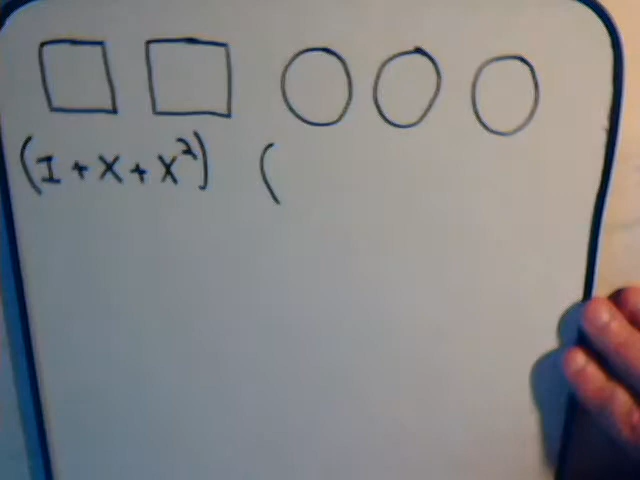 (1 + x + x²) (